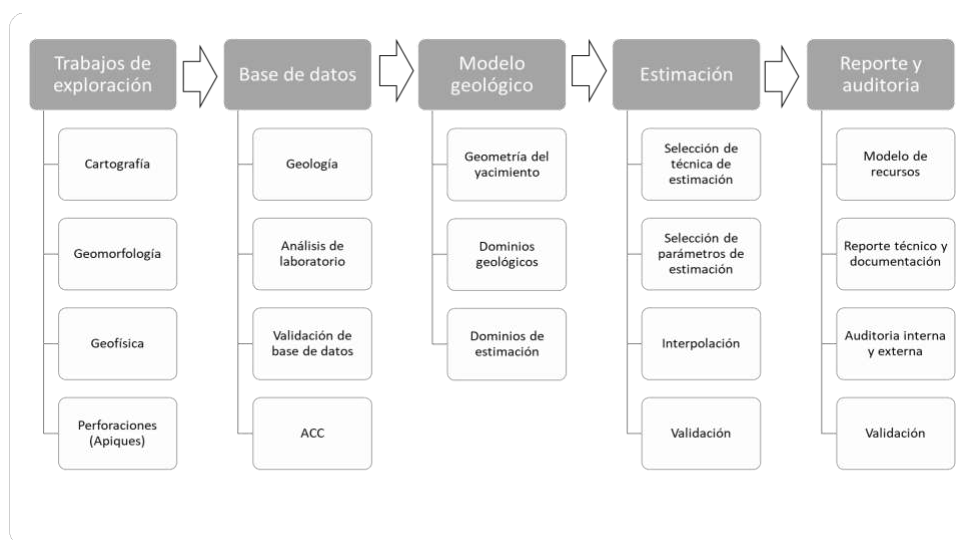 Trabajos de
exploración
Base de datos
Modelo
geológico
Estimación
Reporte y
auditoria
Cartografía
Geomorfología
Geofísica
Perforaciones
(Apiques)
Geología
Análisis de
laboratorio
Validación de
base de datos
ACC
Geometría del
yacimiento
Dominios
geológicos
Dominios de
estimación
Selección de
técnica de
estimación
Selección de
parámetros de
estimación
Interpolación
Validación
Modelo de
recursos
Reporte técnico y
documentación
Auditoria interna
y externa
Validación